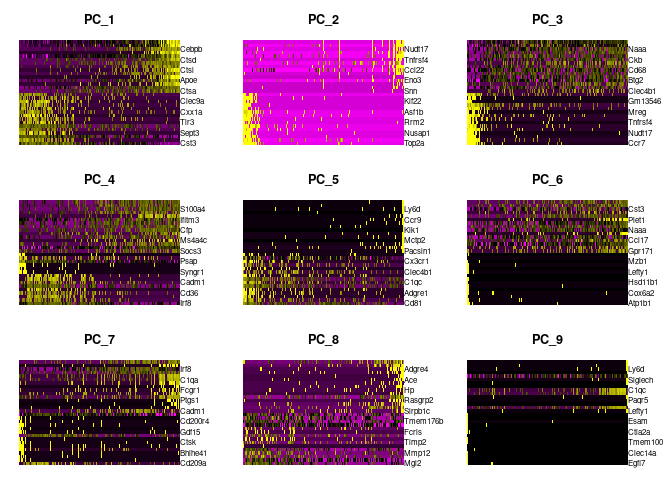 PC_1
Cebpb
Ctsd
Ctsl
Apoe
Ctsa
Clec9a
Cxx1a
Tlr3
Sept3
Cst3
PC_2
Nudt17
Tnfrsf4
Ccl22
Eno3
Snn
Kif22
Asf1b
Rrm2
Nusap1
Top2a
PC_3
Naaa
Ckb
Cd68
Btg2
Clec4b1
Gm13546
Mreg
Tnfrsf4
Nudt17
Ccr7
PC_4
S100a4
Ifitm3
Cfp
Ms4a4c
Socs3
Psap
Syngr1
Cadm1
Cd36
Irf8
PC_5
Ly6d
Ccr9
Klk1
Mctp2
Pacsin1
Cx3cr1
Clec4b1
C1qc
Adgre1
Cd81
PC_6
Cst3
Plet1
Naaa
Ccl17
Gpr171
Mzb1
Lefty1
Hsd11b1
Cox6a2
Atp1b1
PC_7
Irf8
C1qa
Fcgr1
Ptgs1
Cadm1
Cd200r4
Gdf15
Ctsk
Bhlhe41
Cd209a
PC_8
Adgre4
Ace
Hp
Rasgrp2
Sirpb1c
Tmem176b
Fcrls
Timp2
Mmp12
Mgl2
PC_9
Ly6d
Siglech
C1qc
Paqr5
Lefty1
Esam
Ctla2a
Tmem100
Clec14a
Egfl7